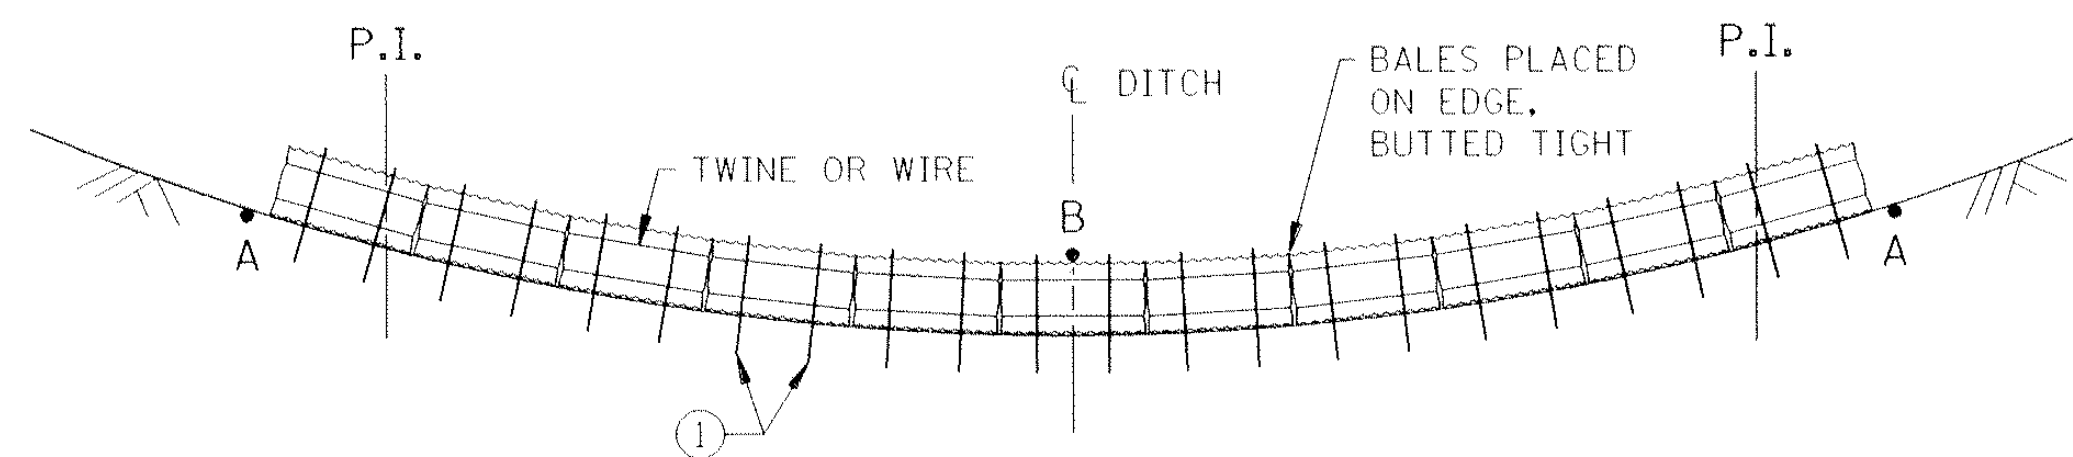 P.I.
℄ DITCH
BALES PLACED
ON EDGE,
BUTTED TIGHT
P.I.
TWINE OR WIRE
A
B
A
1